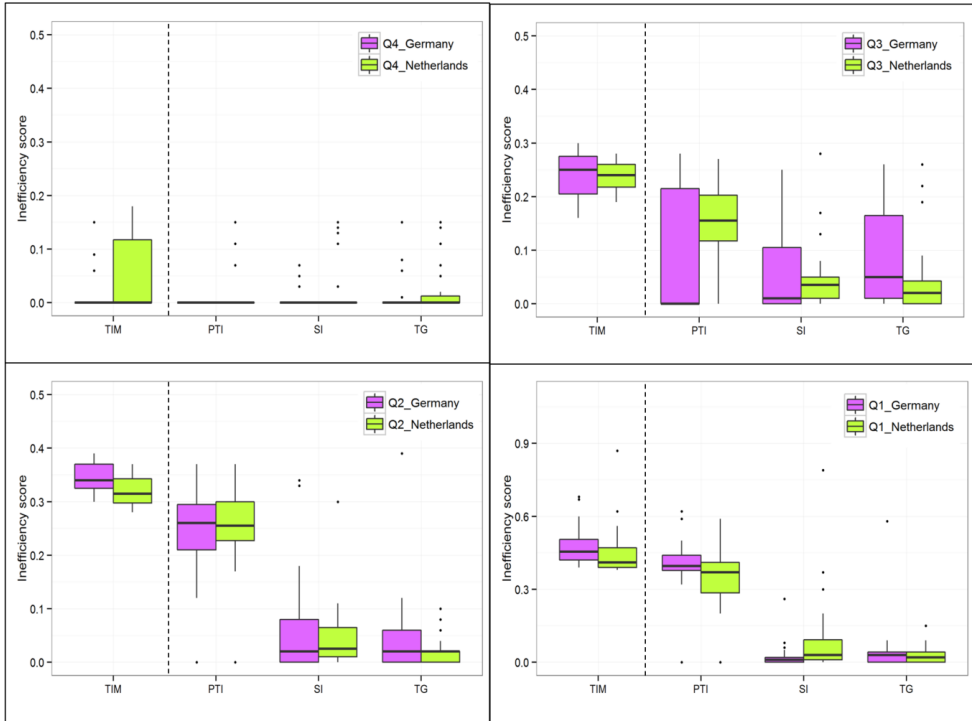 0.5
0.4
0.3
0.2
0.1
0.0
Inefficiency score
Q4_Germany
Q4_Netherlands
TIM
PTI
SI
TG
0.5
0.4
0.3
0.2
0.1
0.0
Inefficiency score
Q3_Germany
Q3_Netherlands
TIM
PTI
SI
TG
0.5
0.4
0.3
0.2
0.1
0.0
Inefficiency score
Q2_Germany
Q2_Netherlands
TIM
PTI
SI
TG
0.9
0.6
0.3
0.0
Inefficiency score
Q1_Germany
Q1_Netherlands
TIM
PTI
SI
TG